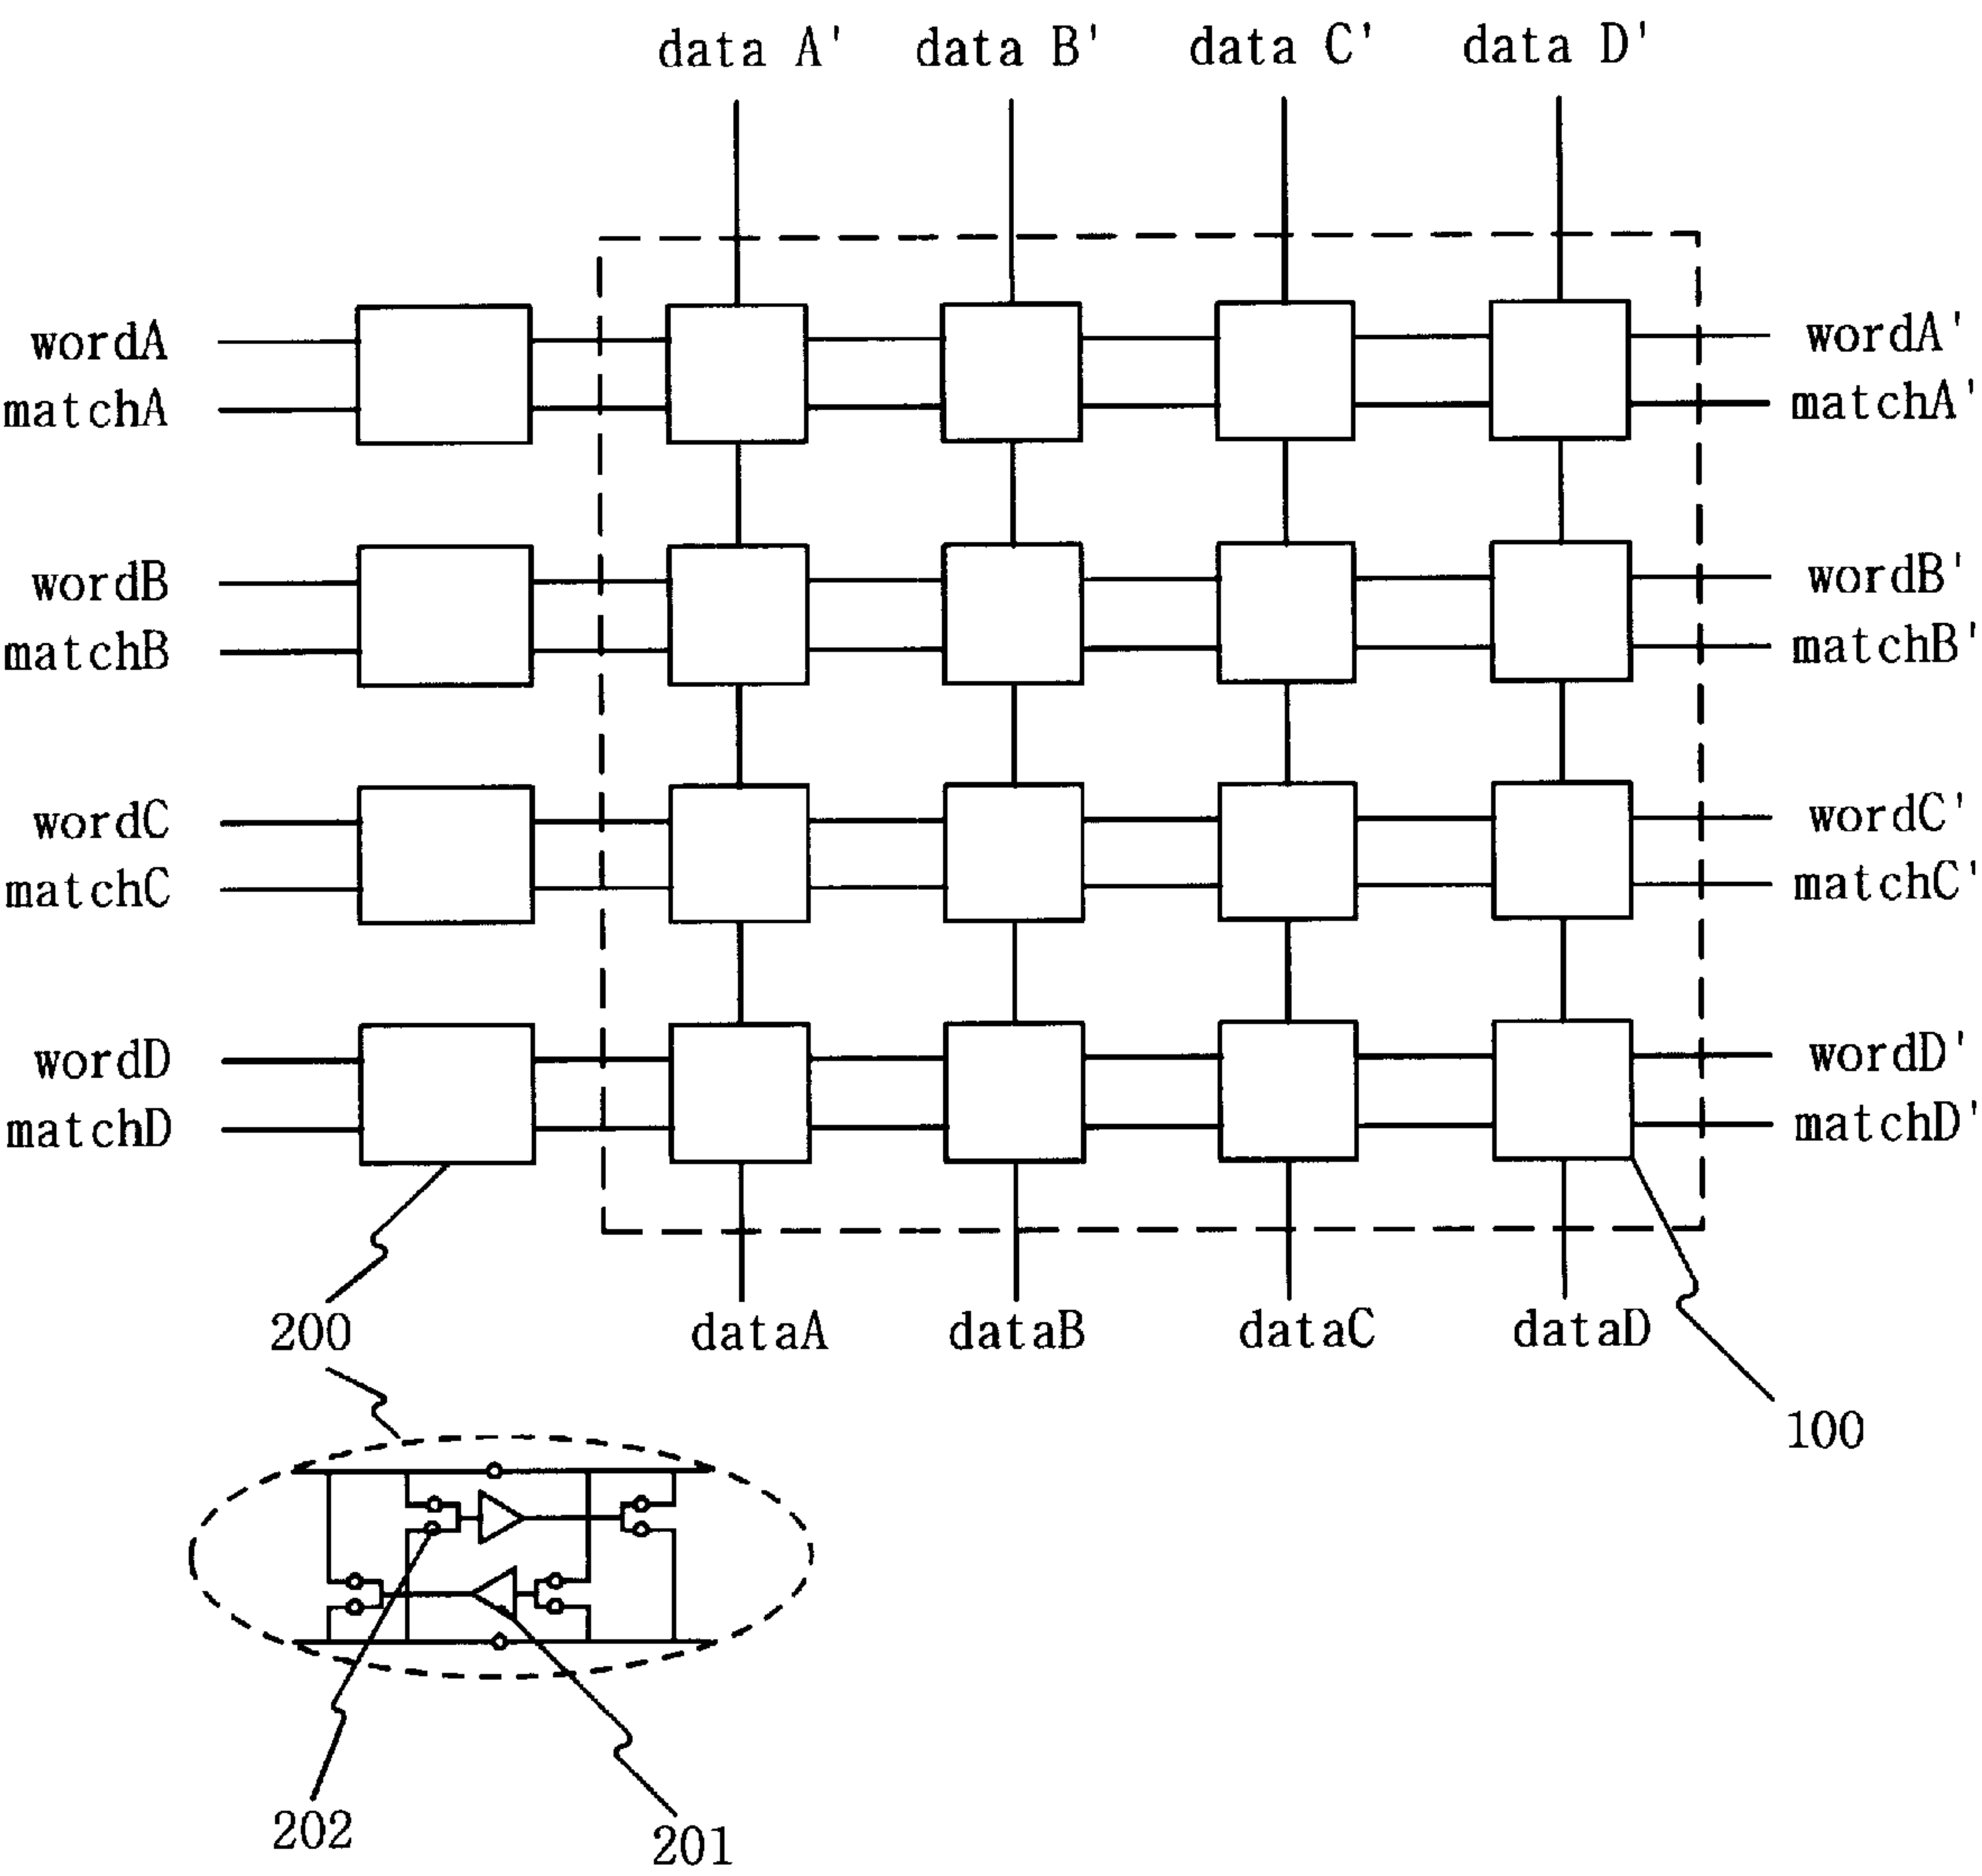 data A' data B' data C' data D'
wordA wordA'
matchA matchA'
wordB wordB'
matchB matchB'
wordC wordC'
matchC matchC'
wordD wordD'
matchD matchD'
200 dataA dataB dataC dataD
100
202 201